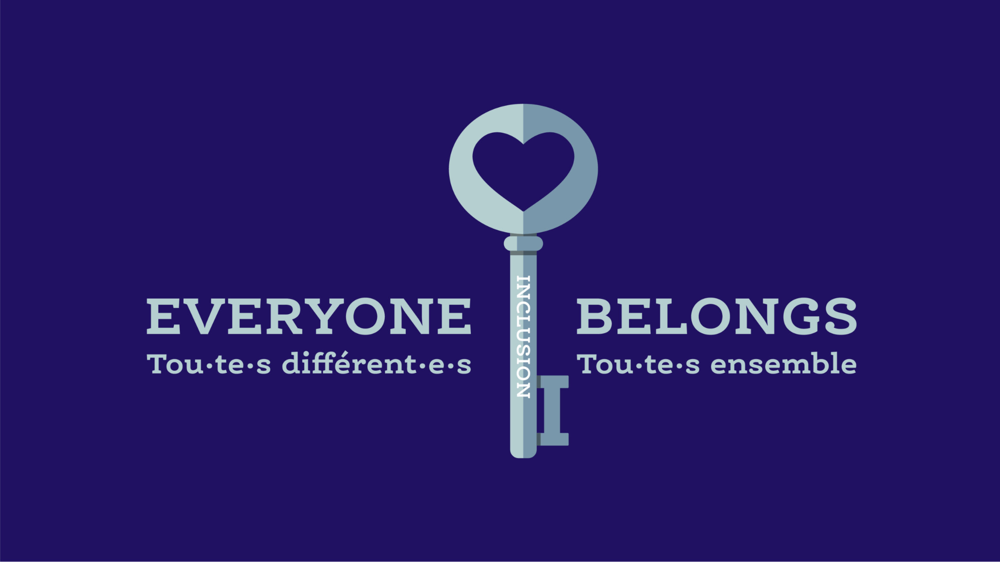 EVERYONE
Tou·te·s différent·e·s
INCLUSION
BELONGS
Tou·te·s ensemble